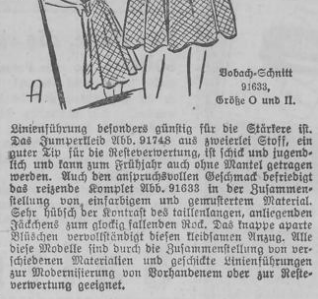 A
Vobach-Schnitt
91633,
Größe O und II.
Linienführung besonders günstig für die Stärkere ist.
Das Jumperkleid Abb. 91748 aus zweierlei Stoff, ein
guter Tip für die Resteverwertung, ist schick und jugend-
lich und kann zum Frühjahr auch ohne Mantel getragen
werden. Auch den anspruchsvollen Geschmack befriedigt
das reizende Komplet Abb. 91633 in der Zusammen-
stellung von einfarbigem und gemustertem Material.
Sehr hübsch der Kontrast des taillenlangen, anliegenden
Jäckchens zum glockig fallenden Rock. Das knappe aparte
Blüschen vervollständigt diesen kleidsamen Anzug. Alle
diese Modelle sind durch die Zusammenstellung von ver-
schiedenen Materialien und geschickte Linienführungen
zur Modernisierung von Vorhandenem oder zur Reste-
verwertung geeignet.